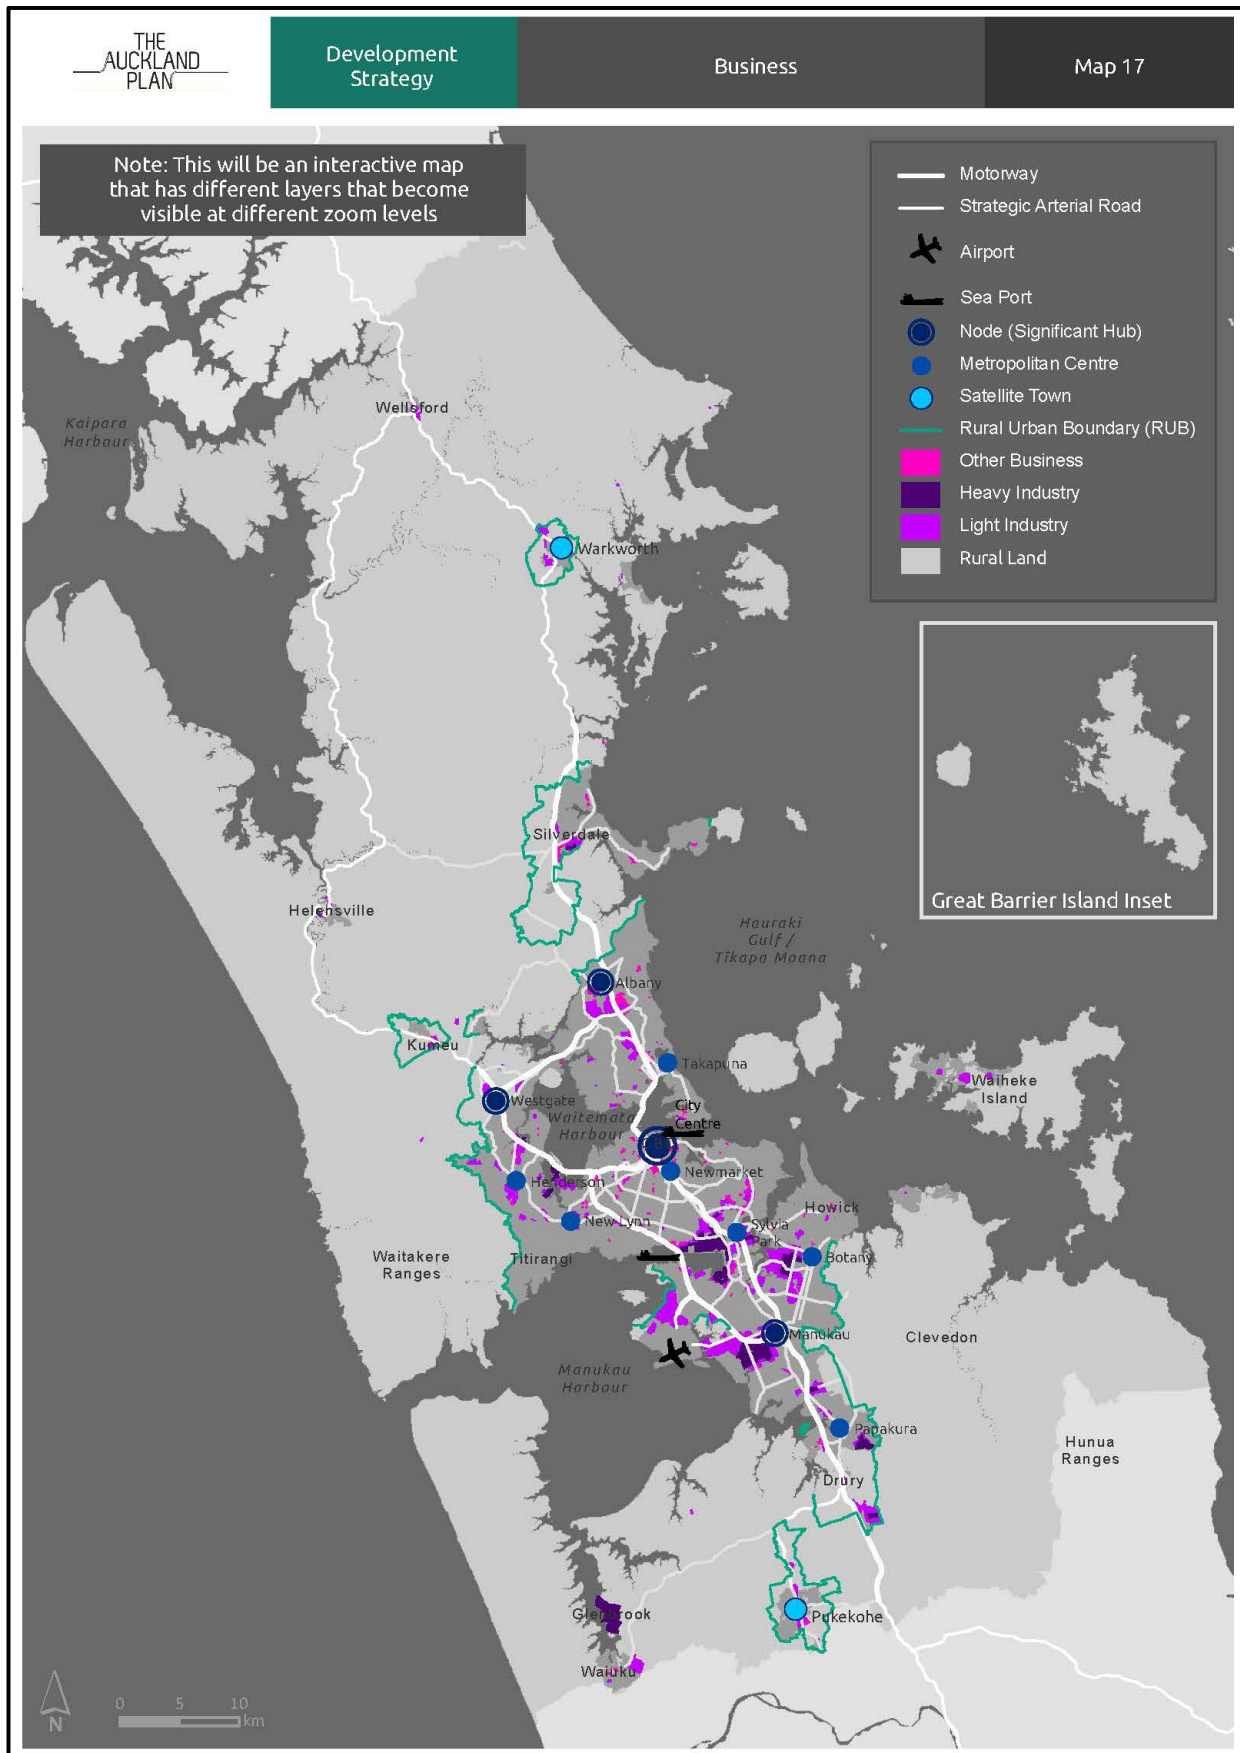 THE
AUCKLAND
PLAN
Development
Strategy
Business
Map 17
Note: This will be an interactive map
that has different layers that become
visible at different zoom levels
Motorway
Strategic Arterial Road
Airport
Sea Port
Node (Significant Hub)
Metropolitan Centre
Satellite Town
Rural Urban Boundary (RUB)
Other Business
Heavy Industry
Light Industry
Rural Land
Great Barrier Island Inset
Wellsford
Kaipara
Harbour
Warkworth
Silverdale
Helensville
Hauraki
Gulf /
Tīkapa Moana
Albany
Kumeu
Takapuna
Waiheke
Island
Westgate
Waitemata
Harbour
City
Centre
Newmarket
Henderson
Howick
New Lynn
Sylvia
Park
Waitakere
Ranges
Titirangi
Botany
Manukau
Clevedon
Manukau
Harbour
Papakura
Hunua
Ranges
Drury
Glenbrook
Pukekohe
Waiuku
N
0 5 10
km